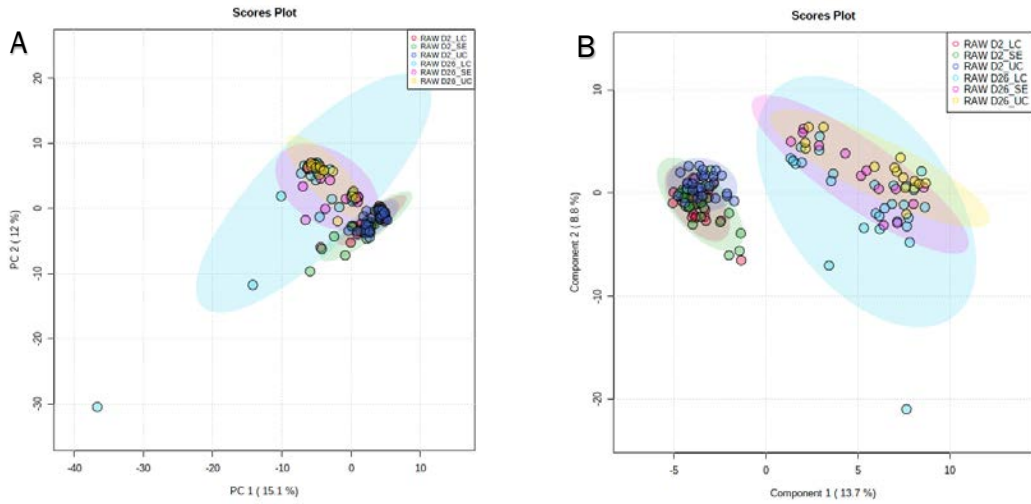 A
Scores Plot
RAW D2_LC
RAW D2_SE
RAW D2_UC
RAW D26_LC
RAW D26_SE
RAW D26_UC
20
10
0
-10
-20
-30
PC 2 ( 12 %)
-40
-30
-20
-10
0
10
PC 1 ( 15.1 %)
B
Scores Plot
RAW D2_LC
RAW D2_SE
RAW D2_UC
RAW D26_LC
RAW D26_SE
RAW D26_UC
10
0
-10
-20
Component 2 ( 8.8 %)
-5
0
5
10
Component 1 ( 13.7 %)